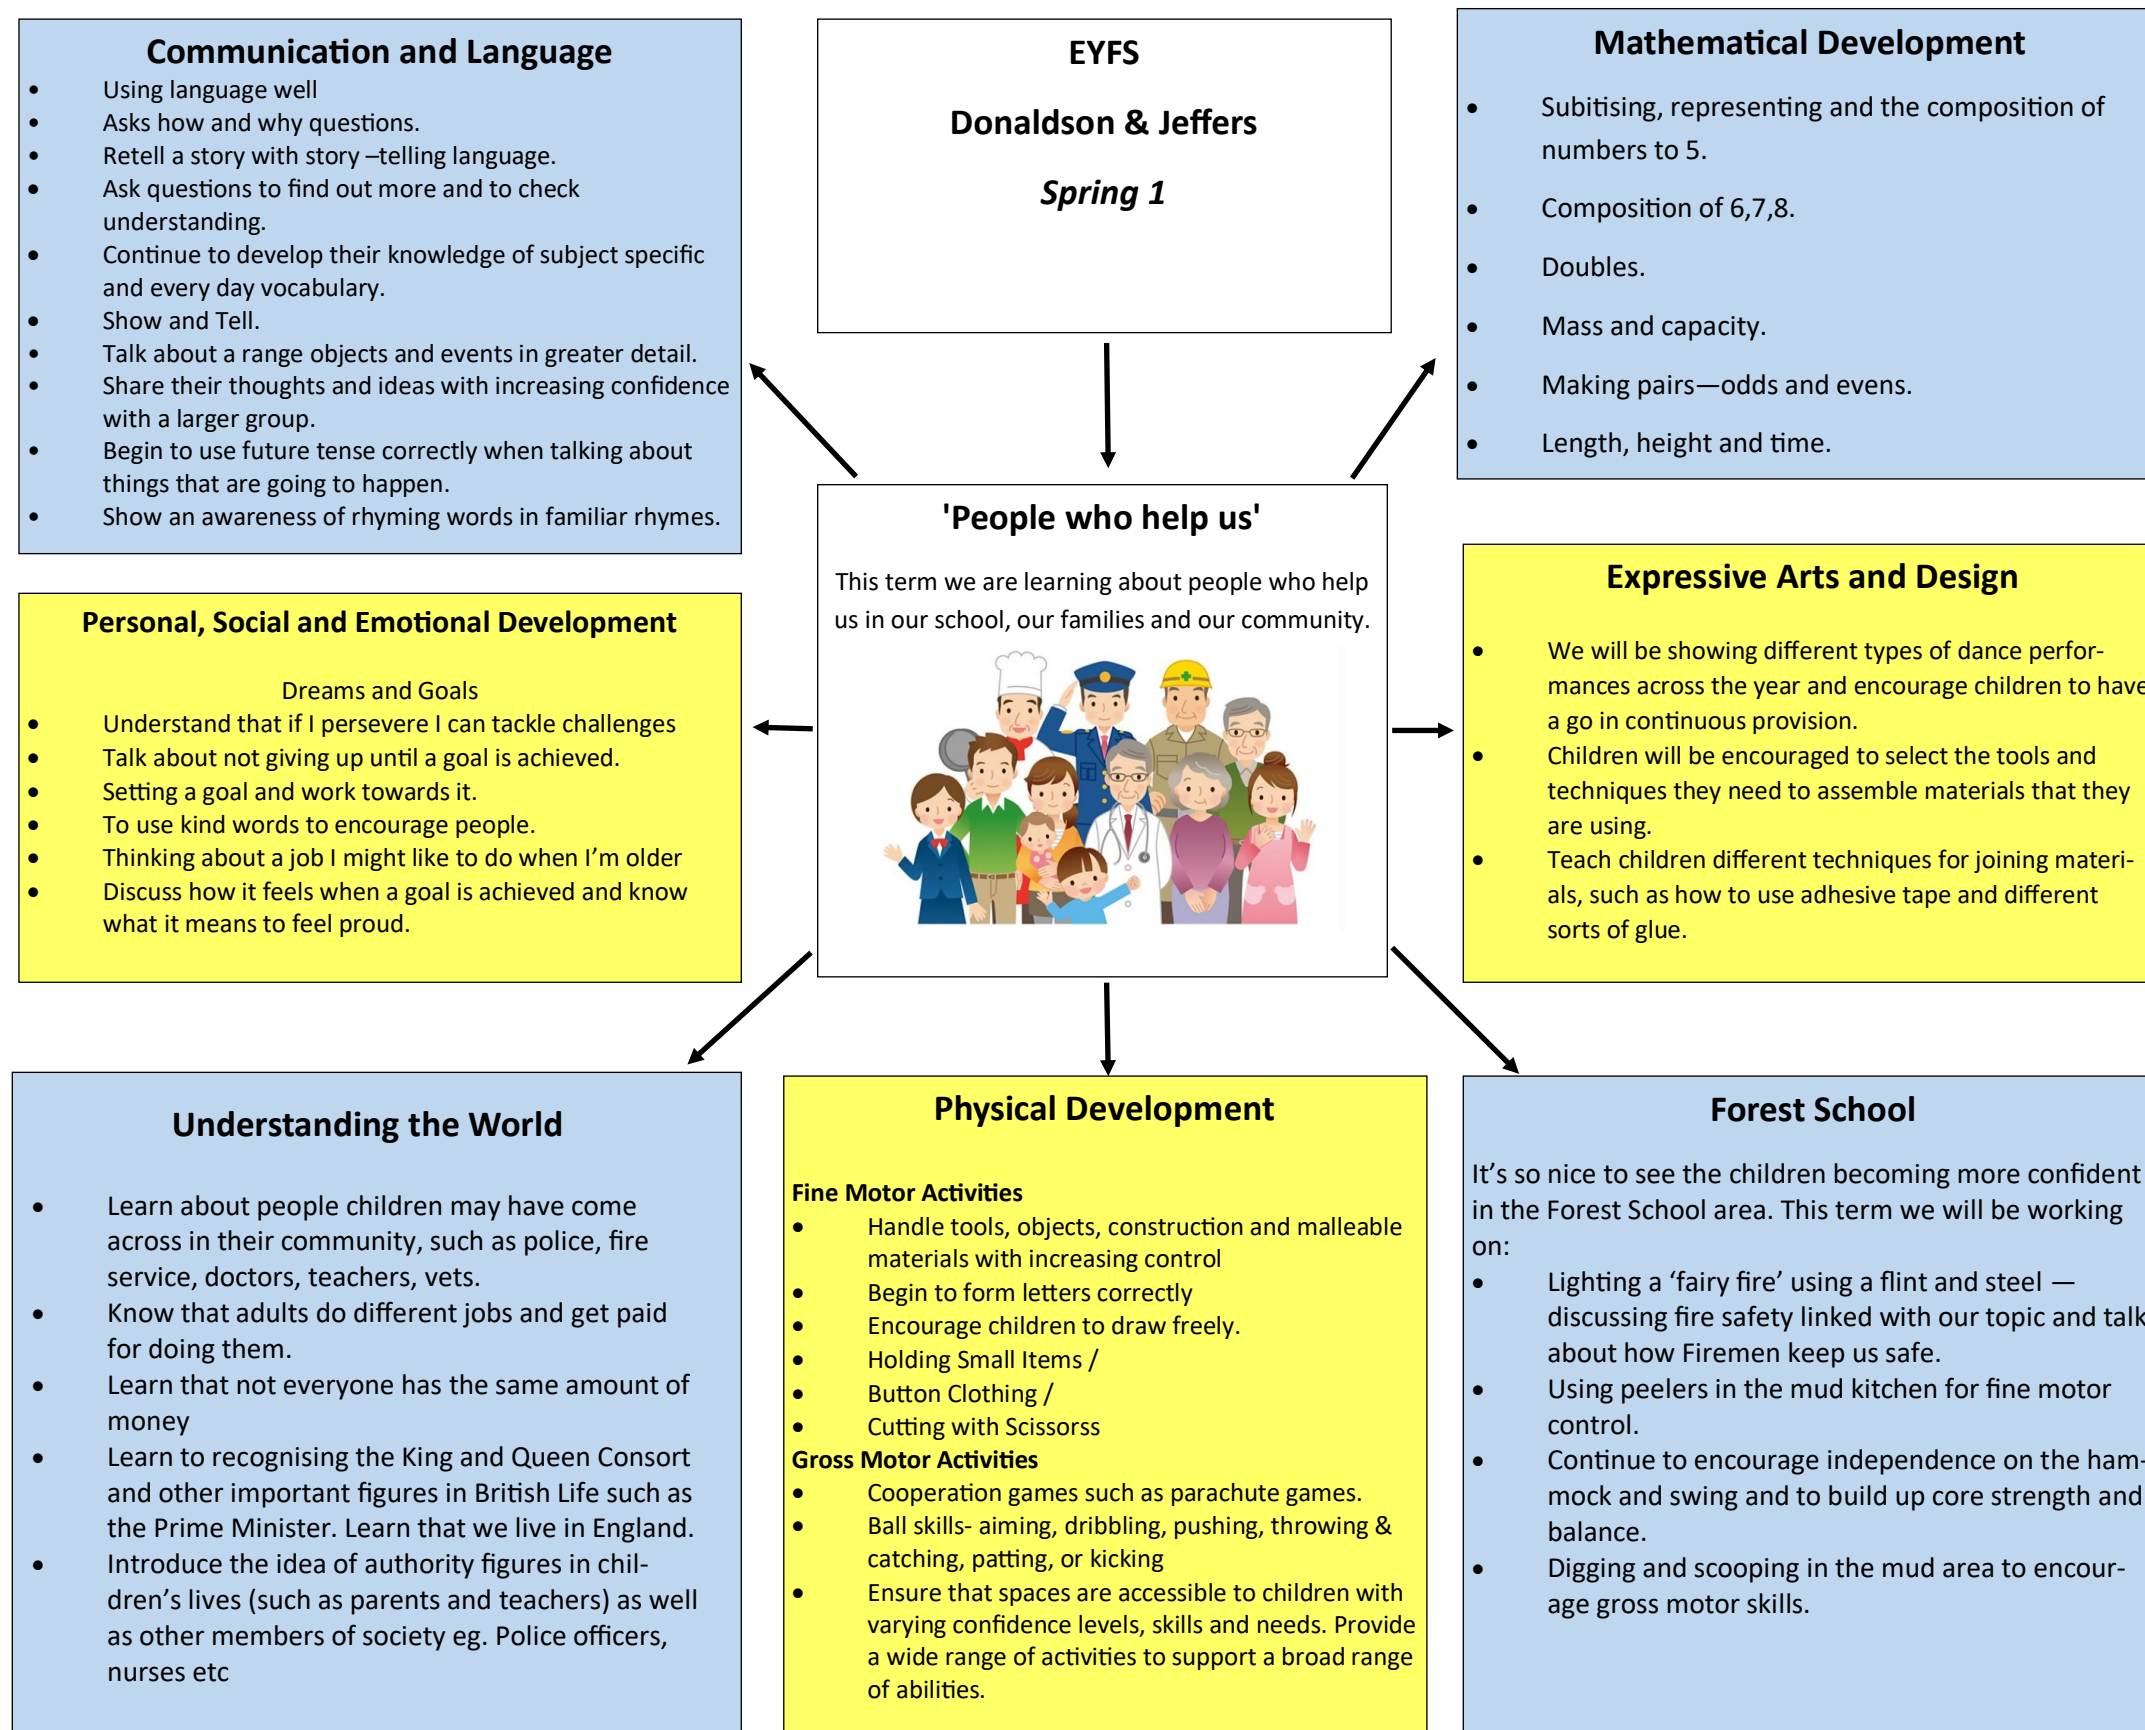 Communication and Language
• Using language well
• Asks how and why questions.
• Retell a story with story –telling language.
• Ask questions to find out more and to check
understanding.
• Continue to develop their knowledge of subject specific
and every day vocabulary.
• Show and Tell.
• Talk about a range objects and events in greater detail.
• Share their thoughts and ideas with increasing confidence
with a larger group.
• Begin to use future tense correctly when talking about
things that are going to happen.
• Show an awareness of rhyming words in familiar rhymes.
EYFS
Donaldson & Jeffers
Spring 1
Mathematical Development
• Subitising, representing and the composition of
numbers to 5.
• Composition of 6,7,8.
• Doubles.
• Mass and capacity.
• Making pairs—odds and evens.
• Length, height and time.
'People who help us'
This term we are learning about people who help
us in our school, our families and our community.
Personal, Social and Emotional Development
Dreams and Goals
• Understand that if I persevere I can tackle challenges
• Talk about not giving up until a goal is achieved.
• Setting a goal and work towards it.
• To use kind words to encourage people.
• Thinking about a job I might like to do when I’m older
• Discuss how it feels when a goal is achieved and know
what it means to feel proud.
Expressive Arts and Design
• We will be showing different types of dance perfor-
mances across the year and encourage children to have
a go in continuous provision.
• Children will be encouraged to select the tools and
techniques they need to assemble materials that they
are using.
• Teach children different techniques for joining materi-
als, such as how to use adhesive tape and different
sorts of glue.
Understanding the World
• Learn about people children may have come
across in their community, such as police, fire
service, doctors, teachers, vets.
• Know that adults do different jobs and get paid
for doing them.
• Learn that not everyone has the same amount of
money
• Learn to recognising the King and Queen Consort
and other important figures in British Life such as
the Prime Minister. Learn that we live in England.
• Introduce the idea of authority figures in chil-
dren’s lives (such as parents and teachers) as well
as other members of society eg. Police officers,
nurses etc
Physical Development
Fine Motor Activities
• Handle tools, objects, construction and malleable
materials with increasing control
• Begin to form letters correctly
• Encourage children to draw freely.
• Holding Small Items /
• Button Clothing /
• Cutting with Scissorss
Gross Motor Activities
• Cooperation games such as parachute games.
• Ball skills- aiming, dribbling, pushing, throwing &
catching, patting, or kicking
• Ensure that spaces are accessible to children with
varying confidence levels, skills and needs. Provide
a wide range of activities to support a broad range
of abilities.
Forest School
It’s so nice to see the children becoming more confident
in the Forest School area. This term we will be working
on:
• Lighting a ‘fairy fire’ using a flint and steel —
discussing fire safety linked with our topic and talk
about how Firemen keep us safe.
• Using peelers in the mud kitchen for fine motor
control.
• Continue to encourage independence on the ham-
mock and swing and to build up core strength and
balance.
• Digging and scooping in the mud area to encour-
age gross motor skills.